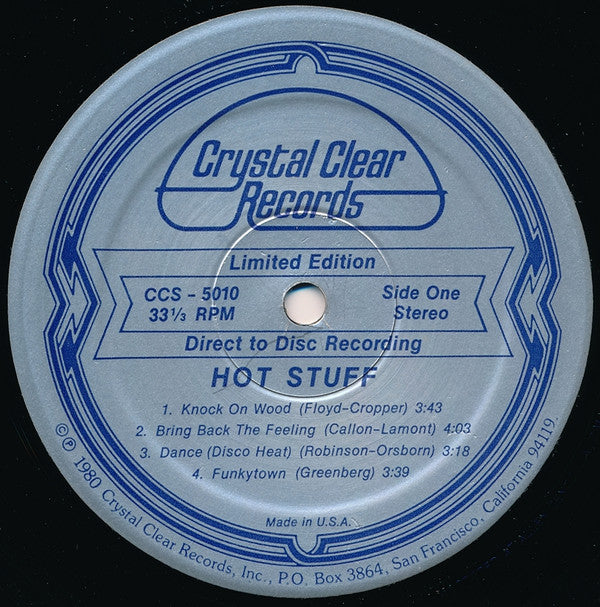 Crystal Clear
Records
Limited Edition
CCS - 5010
33⅓ RPM
Side One
Stereo
Direct to Disc Recording
HOT STUFF
1. Knock On Wood (Floyd-Cropper) 3:43
2. Bring Back The Feeling (Callon-Lamont) 4:03
3. Dance (Disco Heat) (Robinson-Orsborn) 3:18
4. Funkytown (Greenberg) 3:39
Made in U.S.A.
©℗ 1980 Crystal Clear Records, Inc., P.O. Box 3864, San Francisco, California 94119.